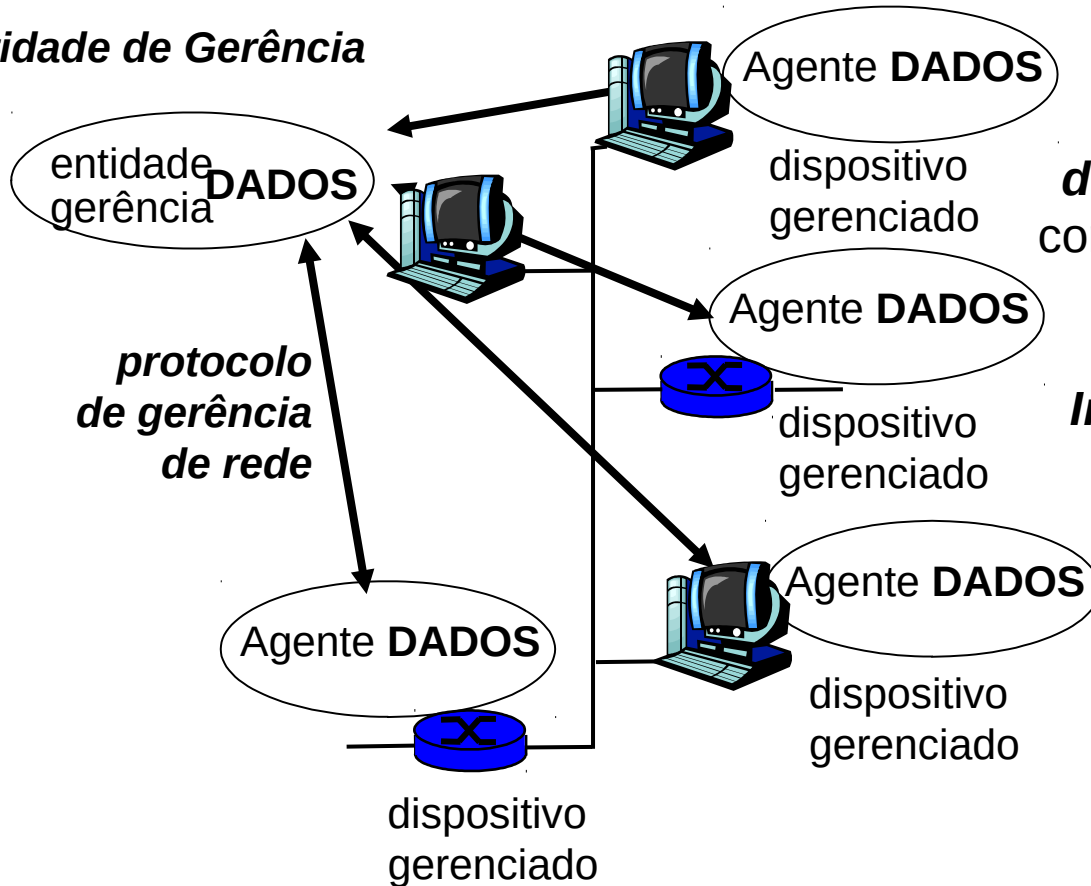 idade de Gerência
Agente DADOS
entidade
gerência DADOS
dispositivo
gerenciado
d
co
Agente DADOS
protocolo
de gerência
de rede
dispositivo
gerenciado
Agente DADOS
Agente DADOS
dispositivo
gerenciado
dispositivo
gerenciado